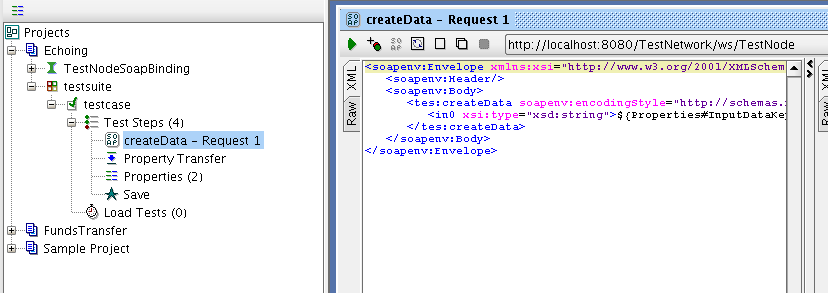 Projects
Echoing
TestNodeSoapBinding
testsuite
testcase
Test Steps (4)
SOAP
createData – Request 1
Property Transfer
Properties (2)
Save
Load Tests (0)
FundsTransfer
Sample Project
SOAP
createData – Request 1
SOAP
http://localhost:8080/TestNetwork/ws/TestNode
XML
Raw
<soapenv:Envelope xmlns:xsi="http://www.w3.org/2001/XMLSchem
<soapenv:Header/>
<soapenv:Body>
<tes:createData soapenv:encodingStyle="http://schemas.
<in0 xsi:type="xsd:string">${Properties#InputDataKe
</tes:createData>
</soapenv:Body>
</soapenv:Envelope>
XML
Raw